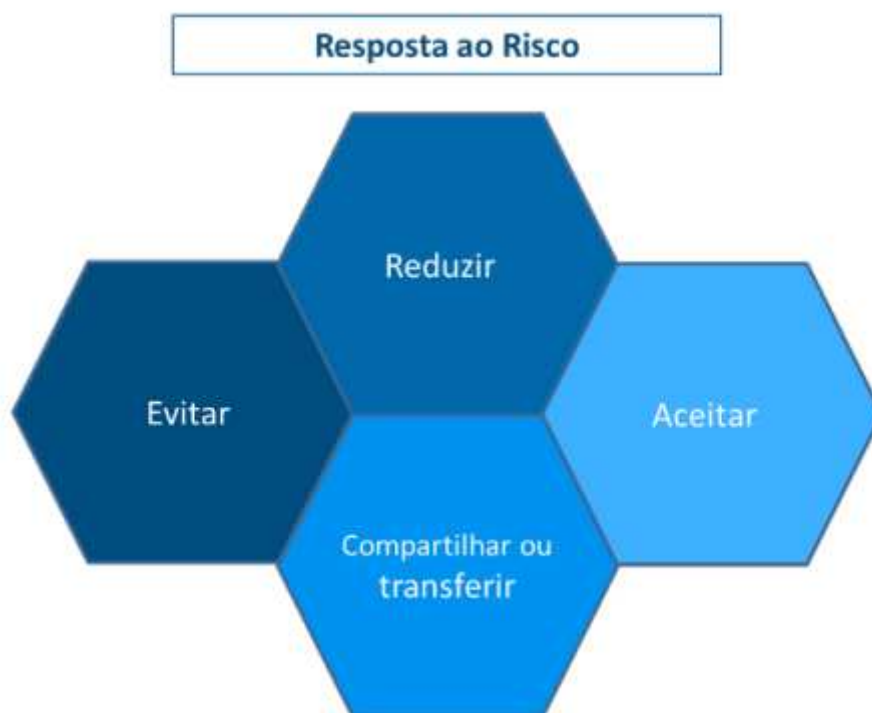 Resposta ao Risco
Reduzir
Evitar
Aceitar
Compartilhar ou
transferir